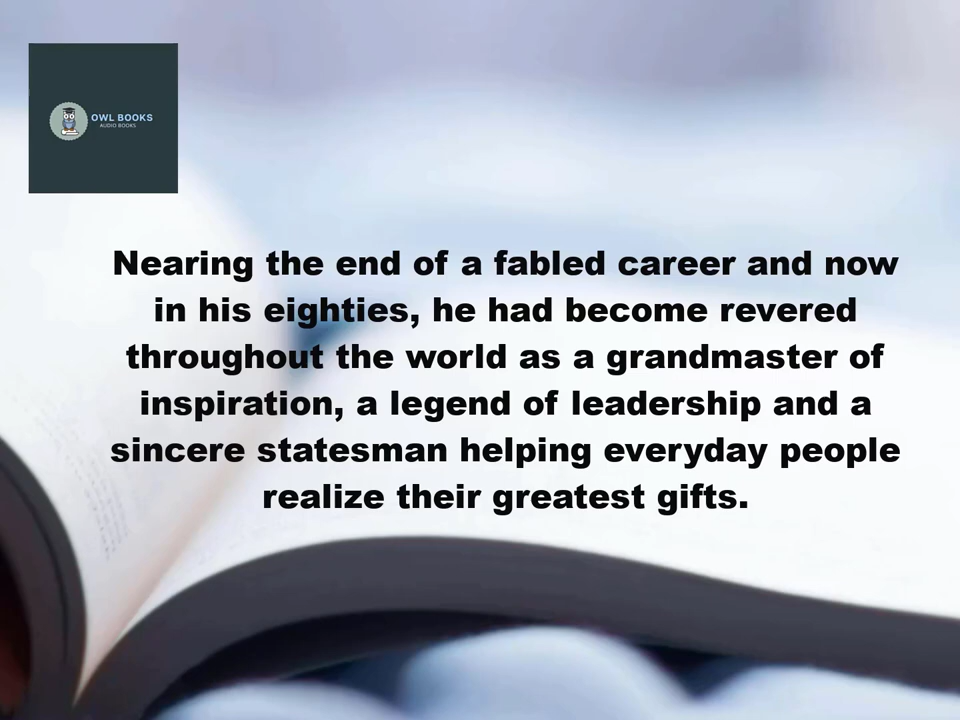 OWL BOOKS
AUDIO BOOKS
Nearing the end of a fabled career and now
in his eighties, he had become revered
throughout the world as a grandmaster of
inspiration, a legend of leadership and a
sincere statesman helping everyday people
realize their greatest gifts.